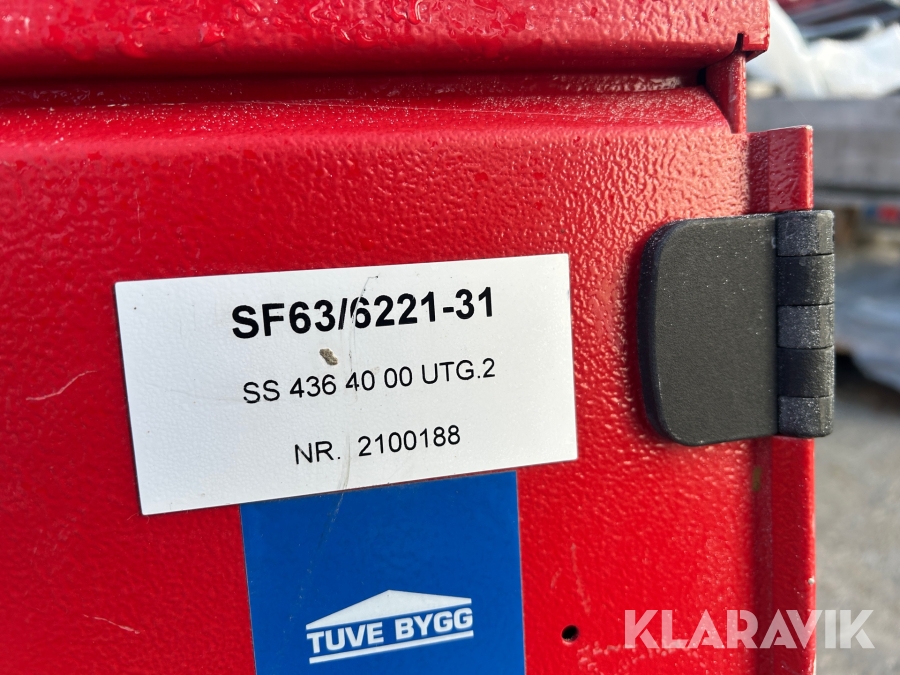 SF63/6221-31
SS 436 40 00 UTG.2
NR. 2100188
TUVE BYGG
KLARAVIK